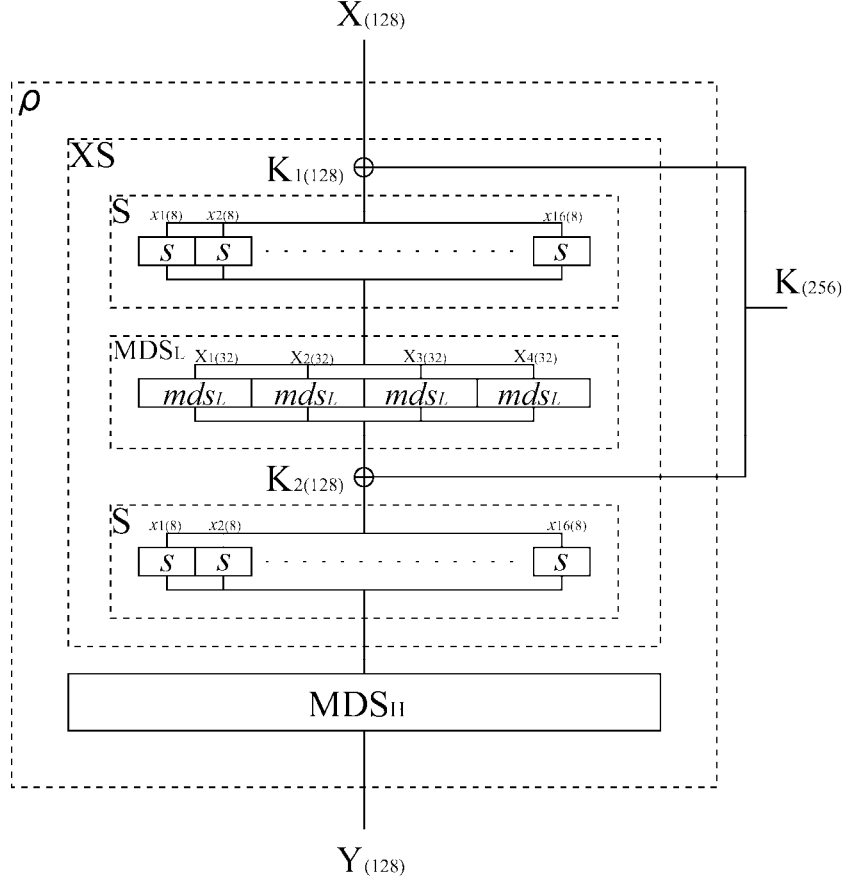 X(128)
ρ
XS
K1(128)
S
x1(8) x2(8) x16(8)
s s . . . . . . . . . . . . . . . . . s
K(256)
MDSL
X1(32) X2(32) X3(32) X4(32)
mdsL mdsL mdsL mdsL
K2(128)
S
x1(8) x2(8) x16(8)
s s . . . . . . . . . . . . . . . . . s
MDSH
Y(128)